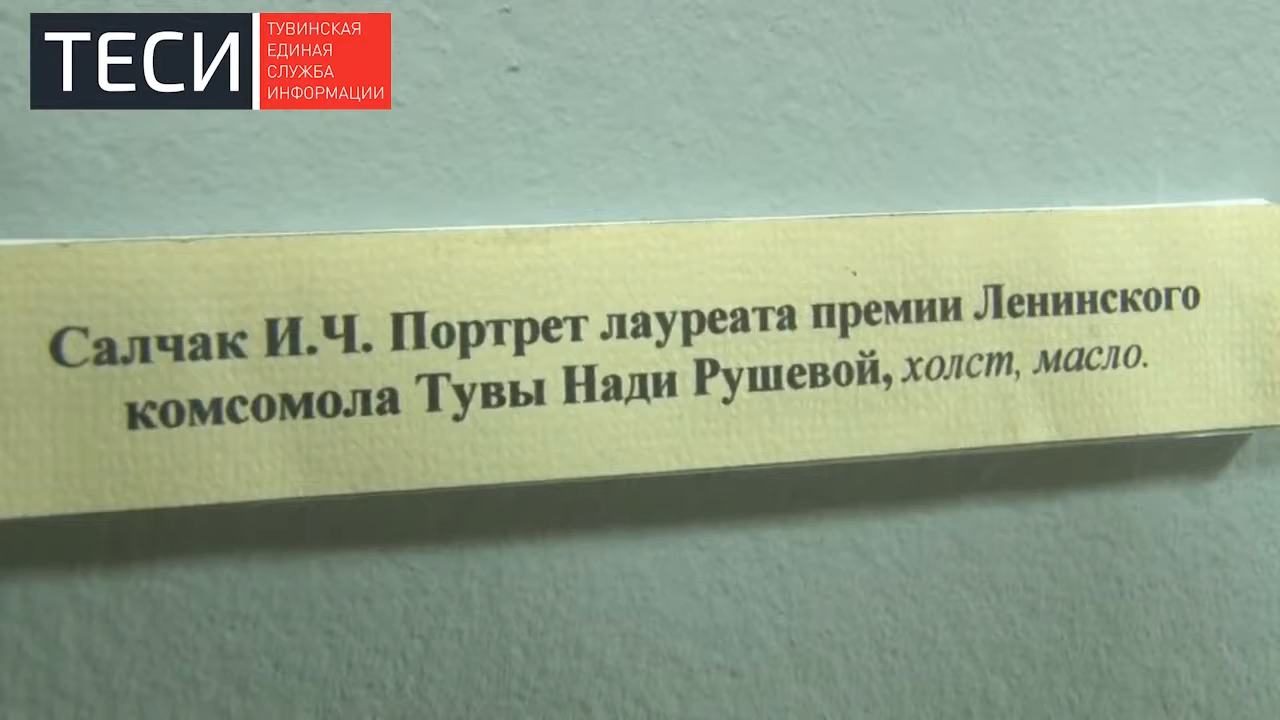 ТЕСИ
ТУВИНСКАЯ
ЕДИНАЯ
СЛУЖБА
ИНФОРМАЦИИ
Салчак И.Ч. Портрет лауреата премии Ленинского
комсомола Тувы Нади Рушевой, холст, масло.